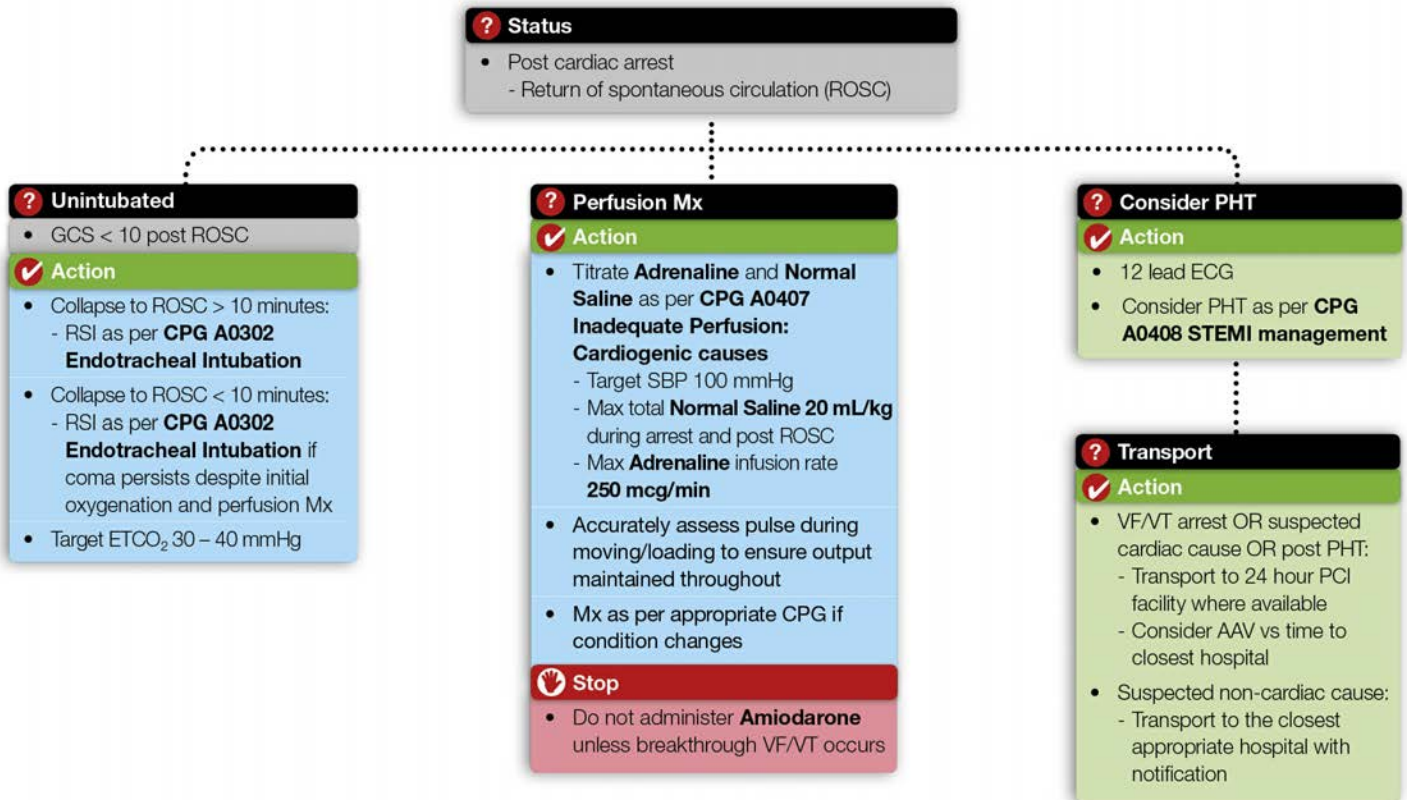 ? Status
• Post cardiac arrest
- Return of spontaneous circulation (ROSC)
? Unintubated
• GCS < 10 post ROSC
Action
• Collapse to ROSC > 10 minutes:
- RSI as per CPG A0302
Endotracheal Intubation
• Collapse to ROSC < 10 minutes:
- RSI as per CPG A0302
Endotracheal Intubation if
coma persists despite initial
oxygenation and perfusion Mx
• Target ETCO₂ 30 – 40 mmHg
? Perfusion Mx
Action
• Titrate Adrenaline and Normal
Saline as per CPG A0407
Inadequate Perfusion:
Cardiogenic causes
- Target SBP 100 mmHg
- Max total Normal Saline 20 mL/kg
during arrest and post ROSC
- Max Adrenaline infusion rate
250 mcg/min
• Accurately assess pulse during
moving/loading to ensure output
maintained throughout
• Mx as per appropriate CPG if
condition changes
Stop
• Do not administer Amiodarone
unless breakthrough VF/VT occurs
? Consider PHT
Action
• 12 lead ECG
• Consider PHT as per CPG
A0408 STEMI management
? Transport
Action
• VF/VT arrest OR suspected
cardiac cause OR post PHT:
- Transport to 24 hour PCI
facility where available
- Consider AAV vs time to
closest hospital
• Suspected non-cardiac cause:
- Transport to the closest
appropriate hospital with
notification